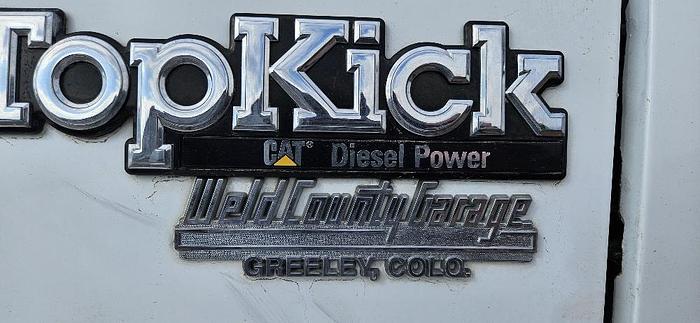 TopKick
CAT® Diesel Power
Weld County Garage
GREELEY, COLO.